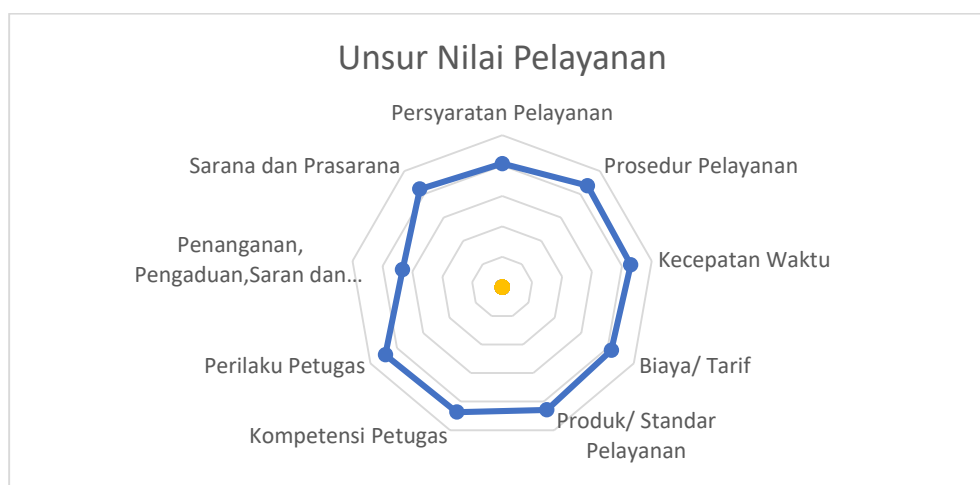 Unsur Nilai Pelayanan
Persyaratan Pelayanan
Prosedur Pelayanan
Kecepatan Waktu
Biaya/ Tarif
Produk/ Standar
Pelayanan
Kompetensi Petugas
Perilaku Petugas
Penanganan,
Pengaduan,Saran dan...
Sarana dan Prasarana